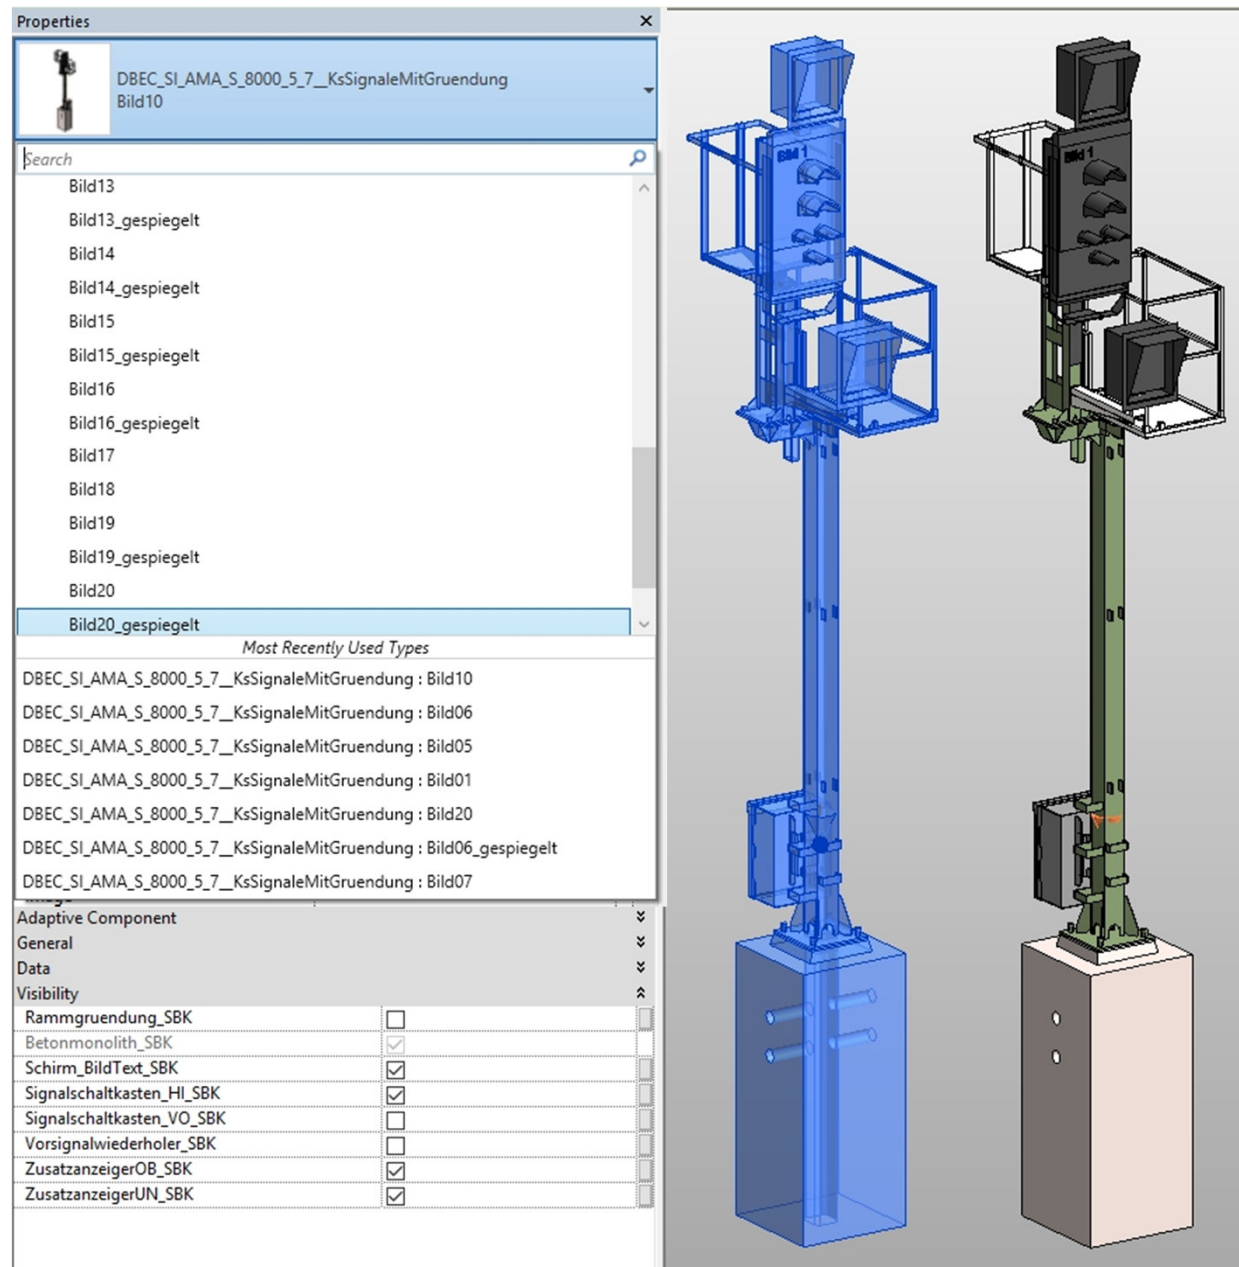 Properties
DBEC_SI_AMA_S_8000_5_7__KsSignaleMitGruendung
Bild10
Search
Bild13
Bild13_gespiegelt
Bild14
Bild14_gespiegelt
Bild15
Bild15_gespiegelt
Bild16
Bild16_gespiegelt
Bild17
Bild18
Bild19
Bild19_gespiegelt
Bild20
Bild20_gespiegelt
Most Recently Used Types
DBEC_SI_AMA_S_8000_5_7__KsSignaleMitGruendung : Bild10
DBEC_SI_AMA_S_8000_5_7__KsSignaleMitGruendung : Bild06
DBEC_SI_AMA_S_8000_5_7__KsSignaleMitGruendung : Bild05
DBEC_SI_AMA_S_8000_5_7__KsSignaleMitGruendung : Bild01
DBEC_SI_AMA_S_8000_5_7__KsSignaleMitGruendung : Bild20
DBEC_SI_AMA_S_8000_5_7__KsSignaleMitGruendung : Bild06_gespiegelt
DBEC_SI_AMA_S_8000_5_7__KsSignaleMitGruendung : Bild07
Adaptive Component
General
Data
Visibility
Rammgruendung_SBK
Betonmonolith_SBK
Schirm_BildText_SBK
Signalschaltkasten_HI_SBK
Signalschaltkasten_VO_SBK
Vorsignalwiederholer_SBK
ZusatzanzeigerOB_SBK
ZusatzanzeigerUN_SBK
Bild 1
Bild 1